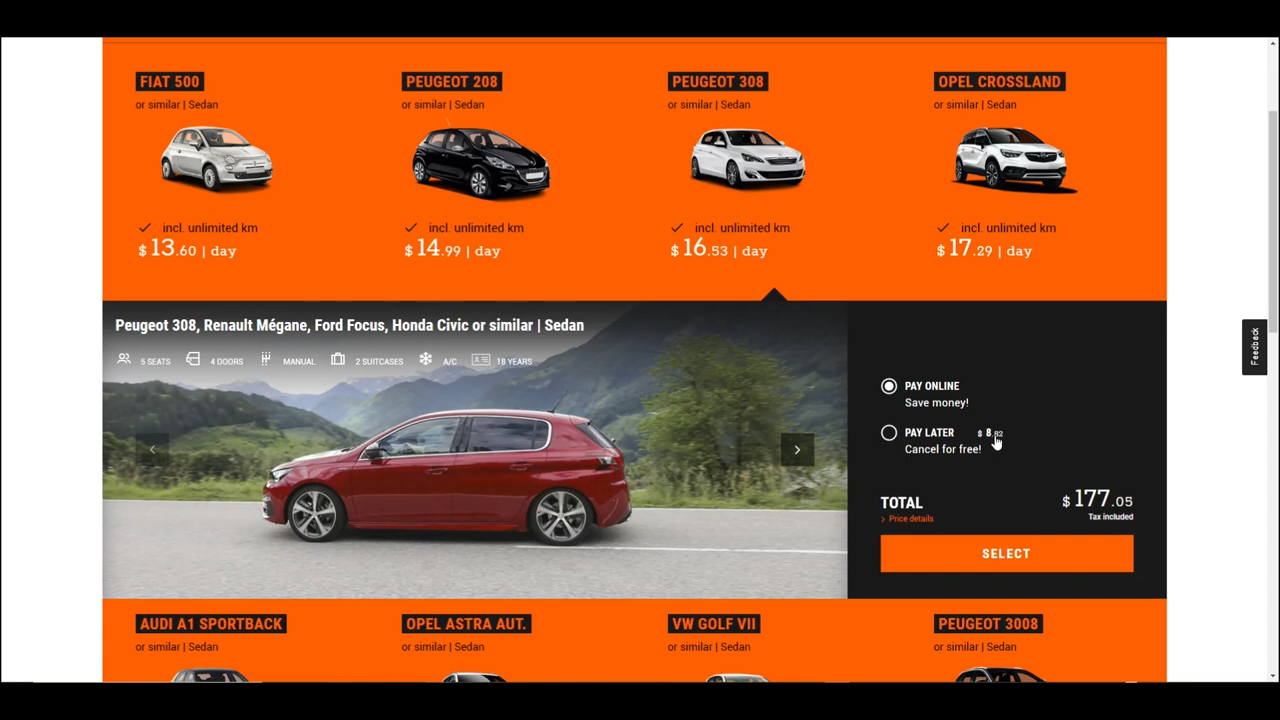 FIAT 500
or similar | Sedan
incl. unlimited km
$ 13.60 | day
PEUGEOT 208
or similar | Sedan
incl. unlimited km
$ 14.99 | day
PEUGEOT 308
or similar | Sedan
incl. unlimited km
$ 16.53 | day
OPEL CROSSLAND
or similar | Sedan
incl. unlimited km
$ 17.29 | day
Peugeot 308, Renault Mégane, Ford Focus, Honda Civic or similar | Sedan
5 SEATS 4 DOORS MANUAL 2 SUITCASES A/C 18 YEARS
PAY ONLINE
Save money!
PAY LATER $ 8.82
Cancel for free!
TOTAL $ 177.05
> Price details Tax included
SELECT
Feedback
AUDI A1 SPORTBACK
or similar | Sedan
OPEL ASTRA AUT.
or similar | Sedan
VW GOLF VII
or similar | Sedan
PEUGEOT 3008
or similar | Sedan